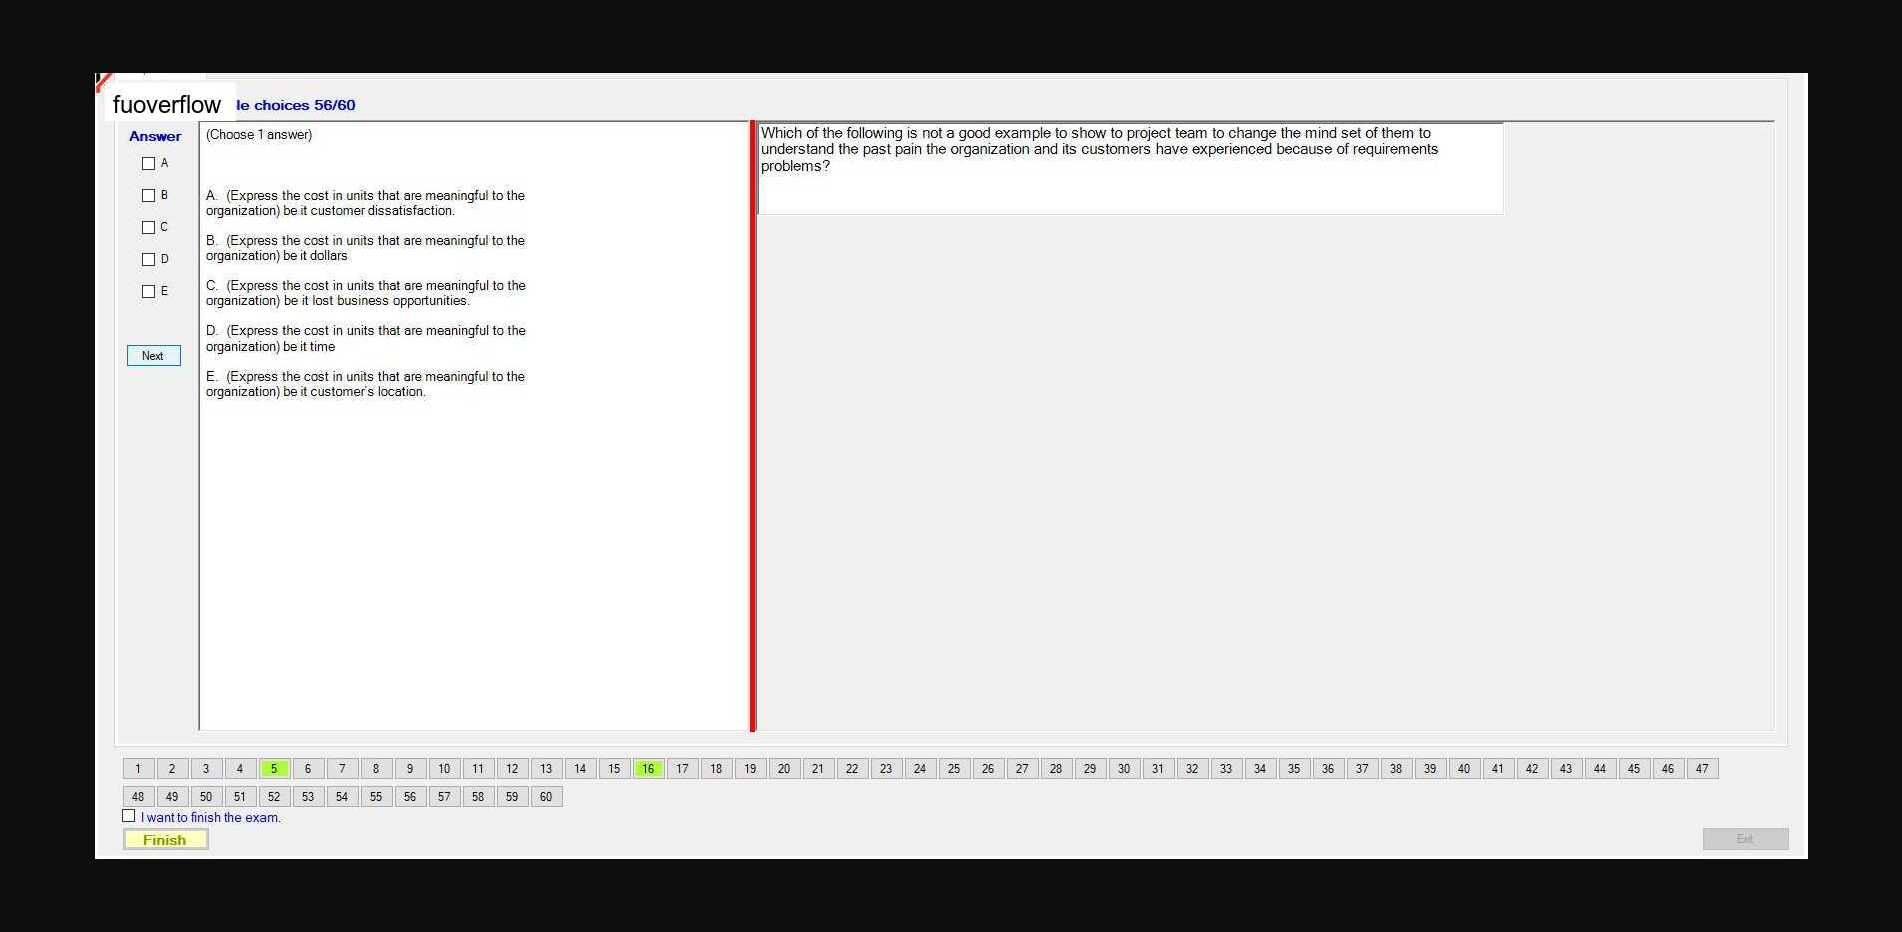 fuoverflow
le choices 56/60
Answer
(Choose 1 answer)
A
B
C
D
E
Next
A. (Express the cost in units that are meaningful to the
organization) be it customer dissatisfaction.
B. (Express the cost in units that are meaningful to the
organization) be it dollars
C. (Express the cost in units that are meaningful to the
organization) be it lost business opportunities.
D. (Express the cost in units that are meaningful to the
organization) be it time
E. (Express the cost in units that are meaningful to the
organization) be it customer's location.
Which of the following is not a good example to show to project team to change the mind set of them to
understand the past pain the organization and its customers have experienced because of requirements
problems?
1 2 3 4 5 6 7 8 9 10 11 12 13 14 15 16 17 18 19 20 21 22 23 24 25 26 27 28 29 30 31 32 33 34 35 36 37 38 39 40 41 42 43 44 45 46 47
48 49 50 51 52 53 54 55 56 57 58 59 60
I want to finish the exam.
Finish
Exit